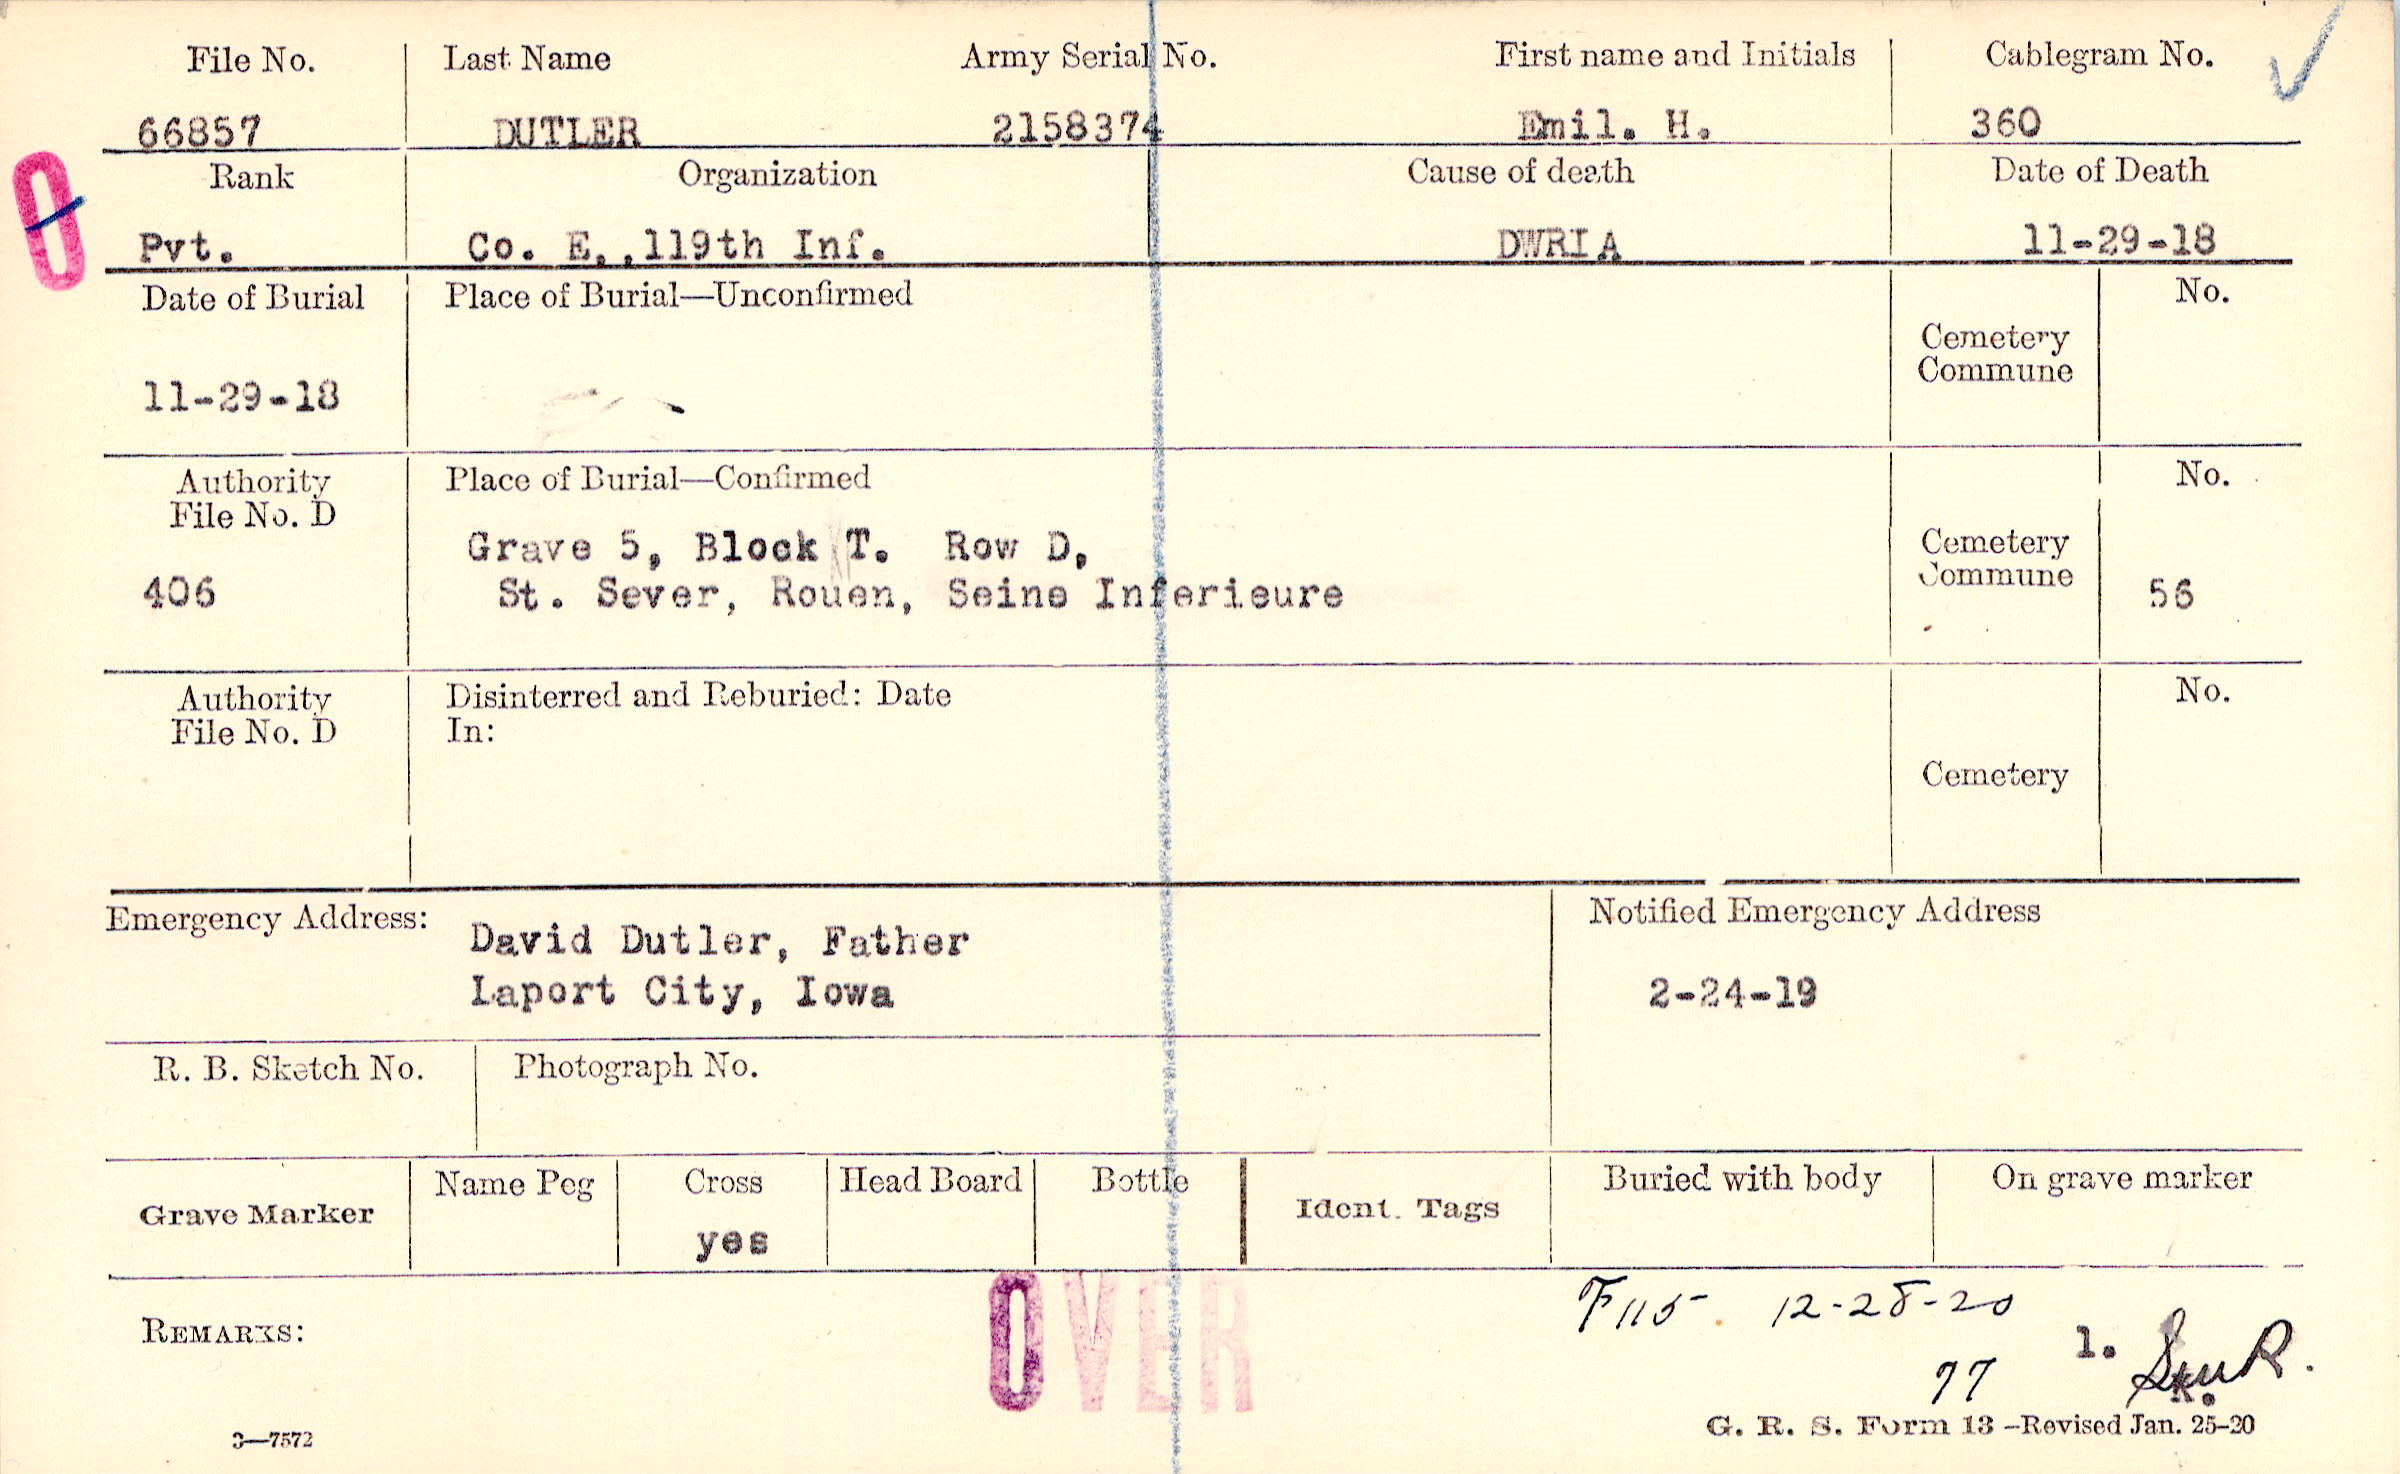 File No. Last Name Army Serial No. First name and Initials Cablegram No.
66857 DUTLER 2158374 Emil. H. 360
Rank Organization Cause of death Date of Death
Pvt. Co. E.,119th Inf. DWRIA 11-29-18
Date of Burial Place of Burial—Unconfirmed No.
Cemetery
Commune
11-29-18
Authority Place of Burial—Confirmed No.
File No. D
Grave 5, Block T. Row D, Cemetery
406 St. Sever, Rouen, Seine Inferieure Commune 56
Authority Disinterred and Reburied: Date No.
File No. D In:
Cemetery
Emergency Address: Notified Emergency Address
David Dutler, Father
Laport City, Iowa 2-24-19
R. B. Sketch No. Photograph No.
Grave Marker Name Peg Cross Head Board Bottle Ident. Tags Buried with body On grave marker
yes
F115 12-28-20
REMARKS: OVER
1.
77
3—7572 G. R. S. Form 13 –Revised Jan. 25–20